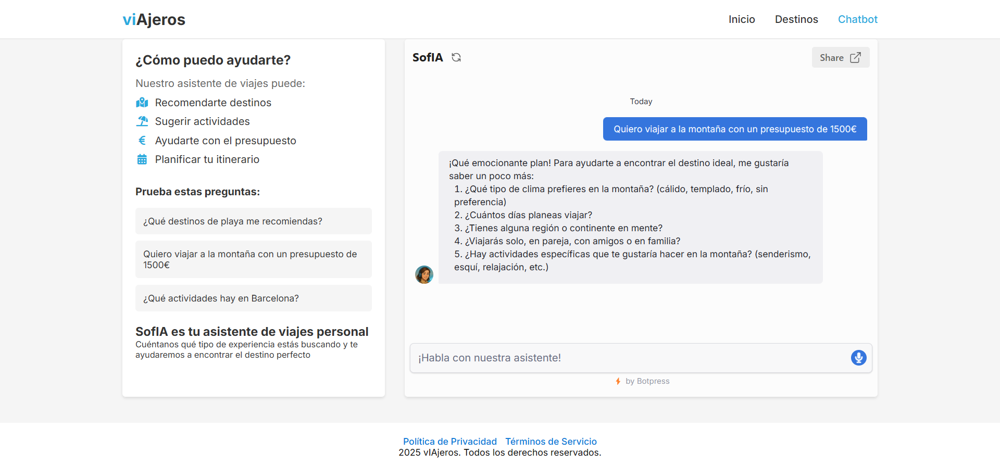 viAjeros
Inicio
Destinos
Chatbot
¿Cómo puedo ayudarte?
Nuestro asistente de viajes puede:
Recomendarte destinos
Sugerir actividades
Ayudarte con el presupuesto
Planificar tu itinerario
Prueba estas preguntas:
¿Qué destinos de playa me recomiendas?
Quiero viajar a la montaña con un presupuesto de
1500€
¿Qué actividades hay en Barcelona?
SofIA es tu asistente de viajes personal
Cuéntanos qué tipo de experiencia estás buscando y te
ayudaremos a encontrar el destino perfecto
SofIA
Share
Today
Quiero viajar a la montaña con un presupuesto de 1500€
¡Qué emocionante plan! Para ayudarte a encontrar el destino ideal, me gustaría
saber un poco más:
1. ¿Qué tipo de clima prefieres en la montaña? (cálido, templado, frío, sin
preferencia)
2. ¿Cuántos días planeas viajar?
3. ¿Tienes alguna región o continente en mente?
4. ¿Viajarás solo, en pareja, con amigos o en familia?
5. ¿Hay actividades específicas que te gustaría hacer en la montaña? (senderismo,
esquí, relajación, etc.)
¡Habla con nuestra asistente!
by Botpress
Política de Privacidad
Términos de Servicio
2025 vIAjeros. Todos los derechos reservados.